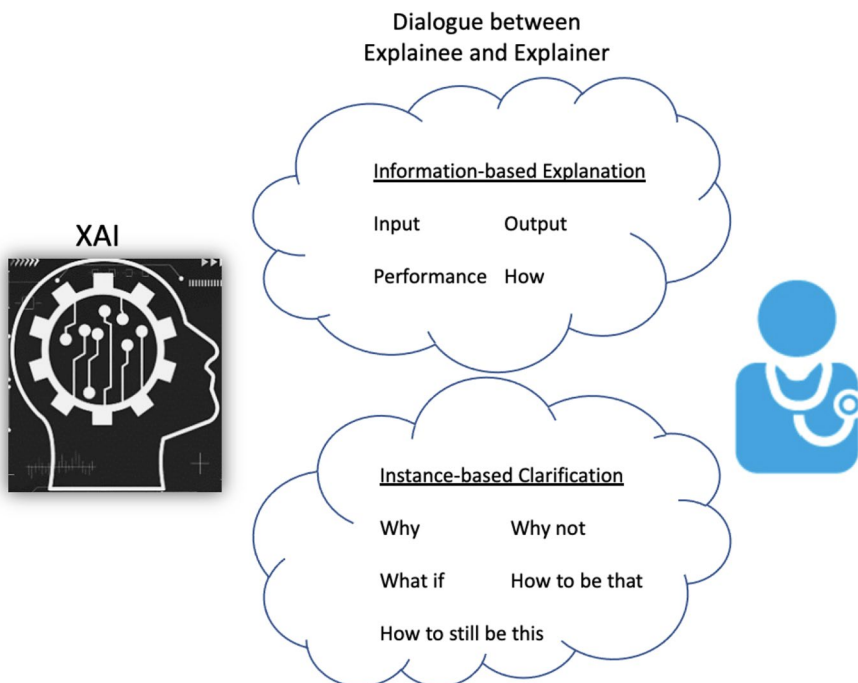 Dialogue between
Explainee and Explainer
XAI
Information-based Explanation
Input Output
Performance How
Instance-based Clarification
Why Why not
What if How to be that
How to still be this